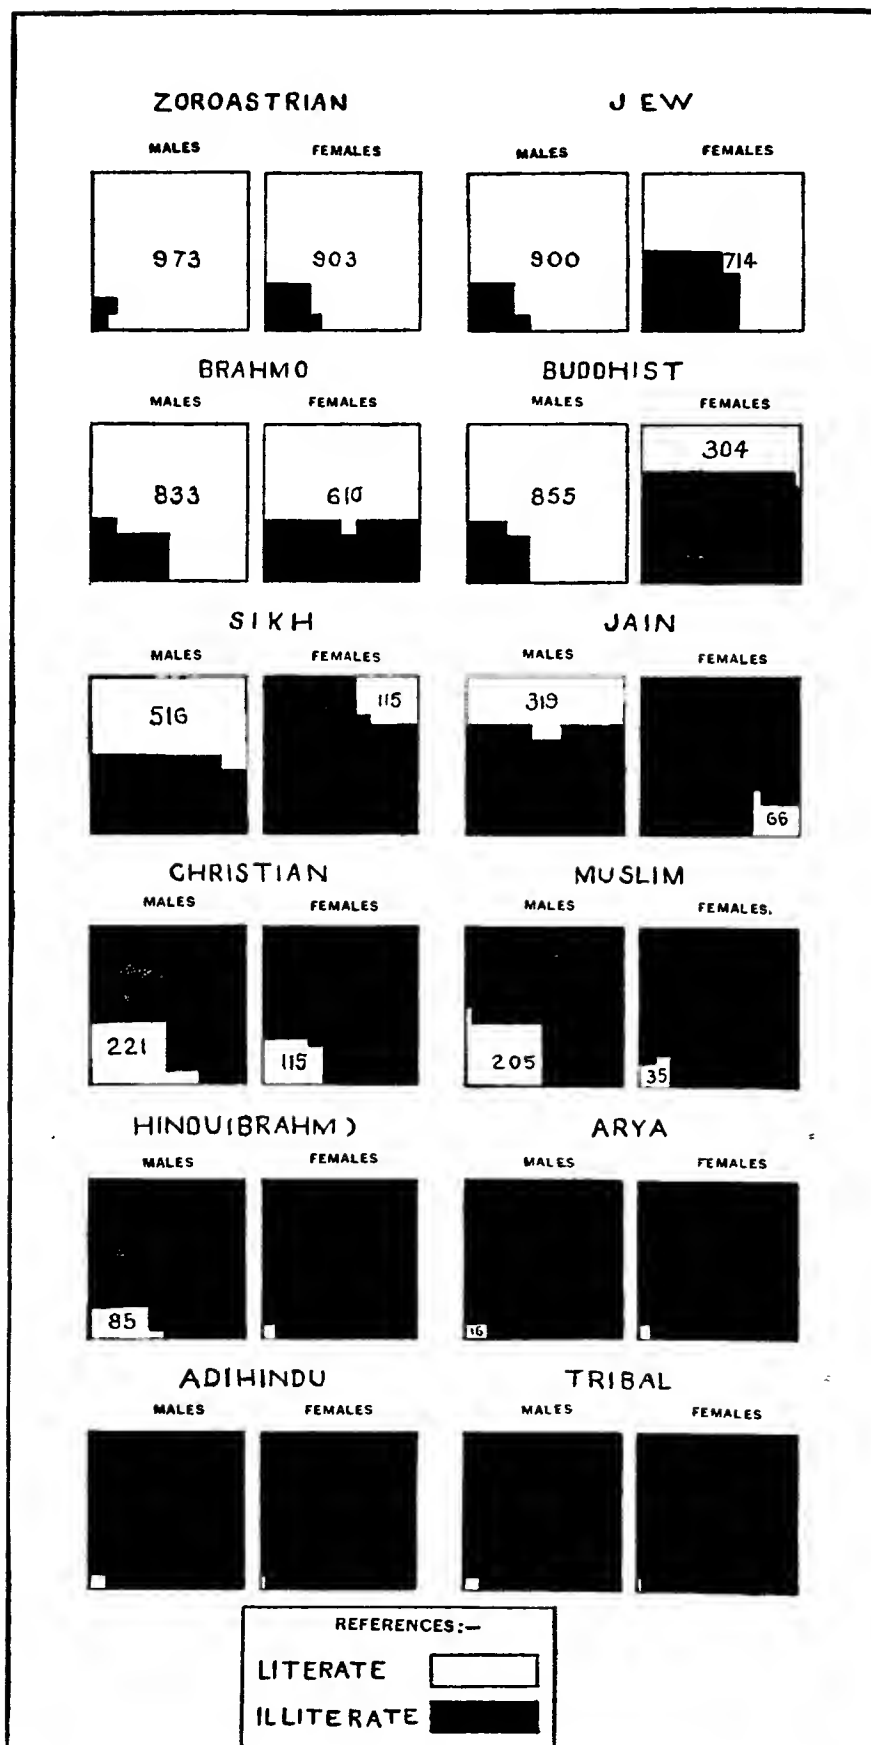 ZOROASTRIAN JEW
MALES FEMALES MALES FEMALES
973 903 900 714
BRAHMO BUDDHIST
MALES FEMALES MALES FEMALES
833 610 855 304
SIKH JAIN
MALES FEMALES MALES FEMALES
516 115 319 66
CHRISTIAN MUSLIM
MALES FEMALES MALES FEMALES.
221 115 205 35
HINDU(BRAHM) ARYA
MALES FEMALES MALES FEMALES
85 16
ADIHINDU TRIBAL
MALES FEMALES MALES FEMALES
REFERENCES:—
LITERATE
ILLITERATE